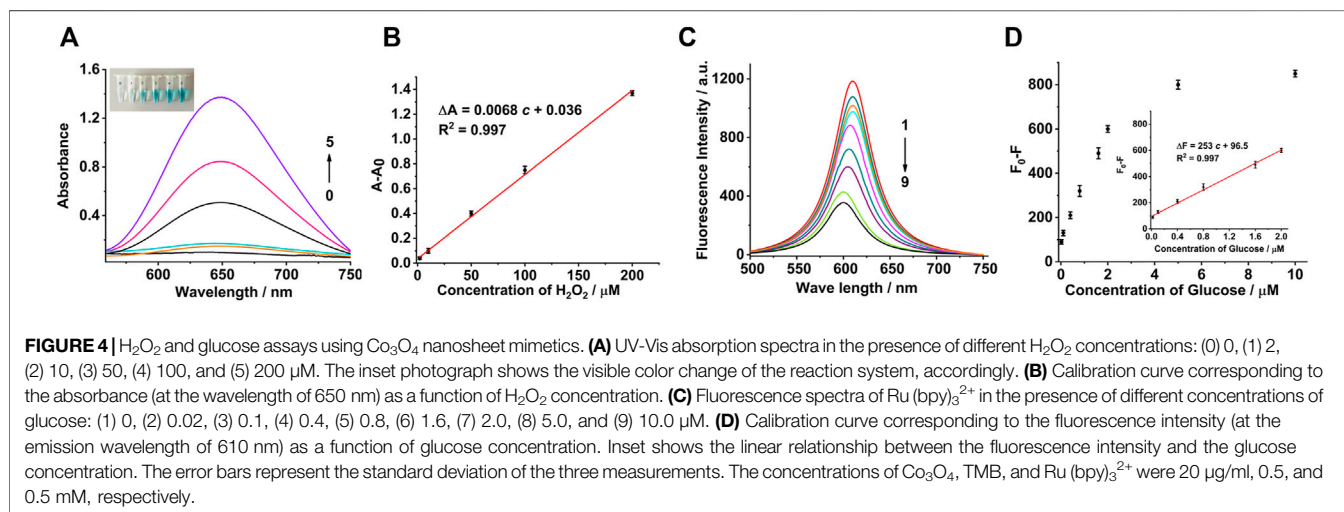 A
1.6
1.2
0.8
0.4
Absorbance
5
0
600
650
700
750
Wavelength / nm
B
1.4
1.2
1.0
0.8
0.6
0.4
0.2
0.0
A-A0
ΔA = 0.0068 c + 0.036
R² = 0.997
0
50
100
150
200
Concentration of H₂O₂ / μM
C
1200
900
600
300
0
Fluorescence Intensity / a.u.
1
9
500
550
600
650
700
750
Wave length / nm
D
800
600
400
200
0
F₀-F
0
2
4
6
8
10
Concentration of Glucose / μM
800
600
400
200
0
F₀-F
ΔF = 253 c + 96.5
R² = 0.997
0.0
0.4
0.8
1.2
1.6
2.0
Concentration of Glucose / μM
FIGURE 4 | H₂O₂ and glucose assays using Co₃O₄ nanosheet mimetics. (A) UV-Vis absorption spectra in the presence of different H₂O₂ concentrations: (0) 0, (1) 2,
(2) 10, (3) 50, (4) 100, and (5) 200 μM. The inset photograph shows the visible color change of the reaction system, accordingly. (B) Calibration curve corresponding to
the absorbance (at the wavelength of 650 nm) as a function of H₂O₂ concentration. (C) Fluorescence spectra of Ru (bpy)₃²⁺ in the presence of different concentrations of
glucose: (1) 0, (2) 0.02, (3) 0.1, (4) 0.4, (5) 0.8, (6) 1.6, (7) 2.0, (8) 5.0, and (9) 10.0 μM. (D) Calibration curve corresponding to the fluorescence intensity (at the
emission wavelength of 610 nm) as a function of glucose concentration. Inset shows the linear relationship between the fluorescence intensity and the glucose
concentration. The error bars represent the standard deviation of the three measurements. The concentrations of Co₃O₄, TMB, and Ru (bpy)₃²⁺ were 20 μg/ml, 0.5, and
0.5 mM, respectively.